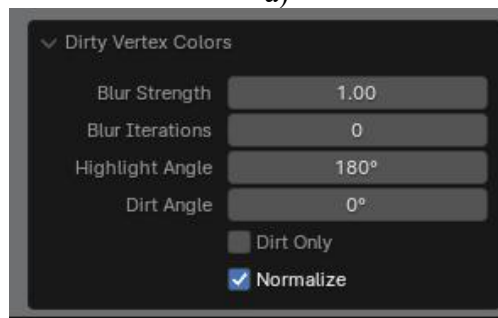 Dirty Vertex Colors
Blur Strength 1.00
Blur Iterations 0
Highlight Angle 180°
Dirt Angle 0°
Dirt Only
Normalize